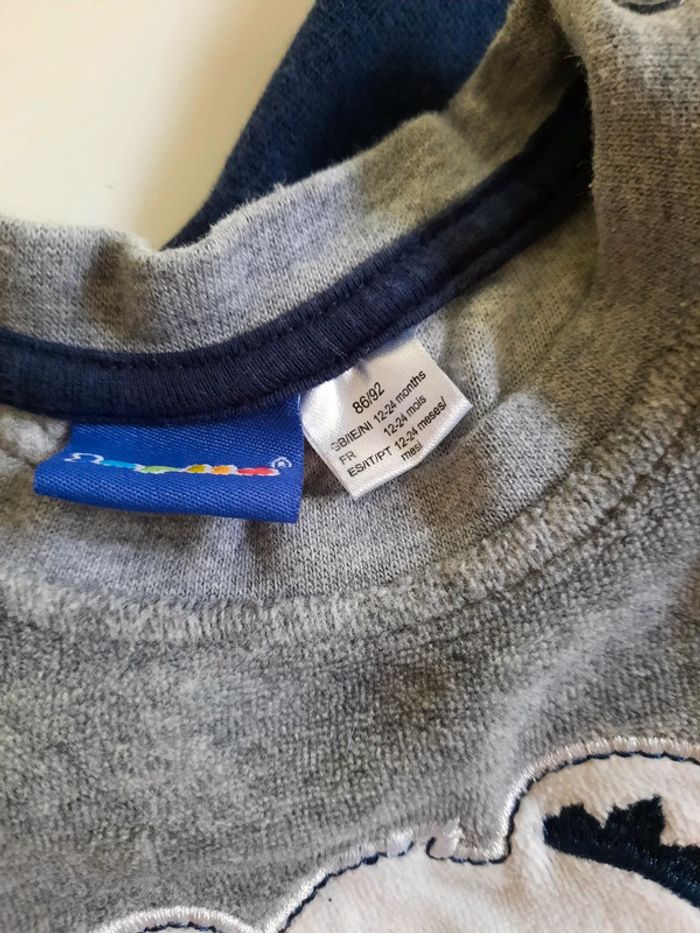 86/92
GB/IE/NI 12-24 months
FR 12-24 mois
ES/IT/PT 12-24 meses/
mesi
®